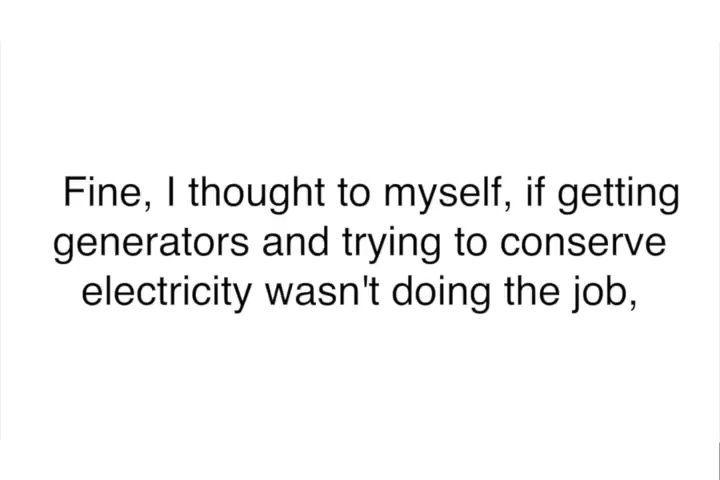 Fine, I thought to myself, if getting
generators and trying to conserve
electricity wasn't doing the job,